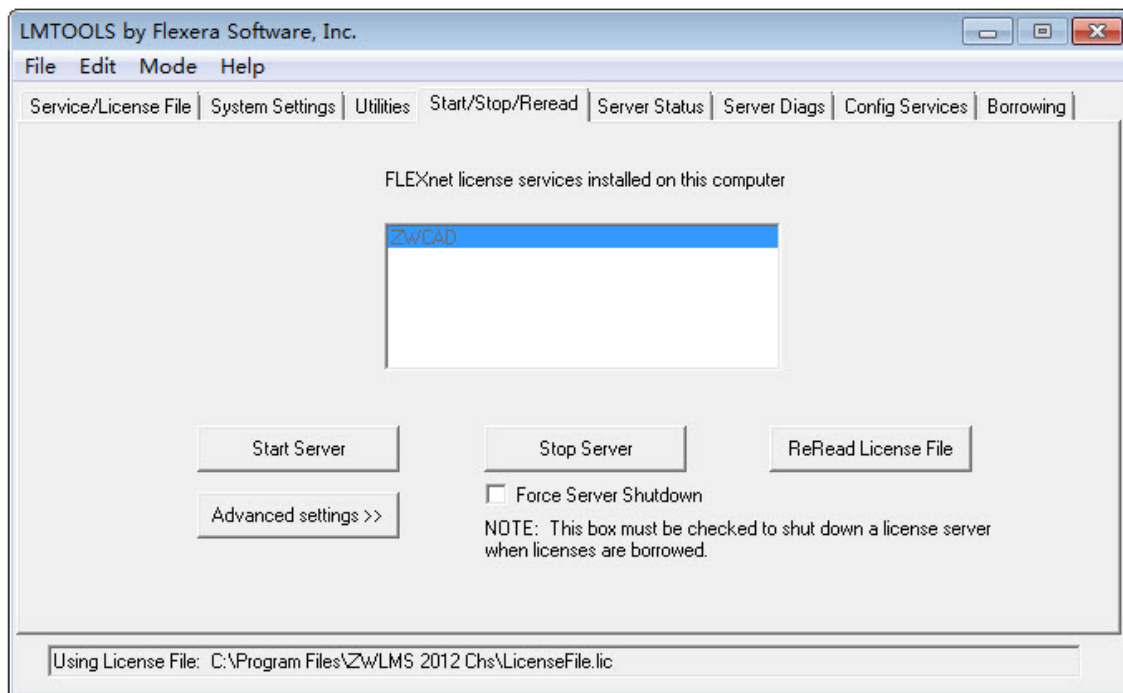 LMTOOLS by Flexera Software, Inc.
File Edit Mode Help
Service/License File System Settings Utilities Start/Stop/Reread Server Status Server Diags Config Services Borrowing
FLEXnet license services installed on this computer
ZWCAD
Start Server Stop Server ReRead License File
Advanced settings >> Force Server Shutdown
NOTE: This box must be checked to shut down a license server
when licenses are borrowed.
Using License File: C:\Program Files\ZWLMS 2012 Chs\LicenseFile.lic